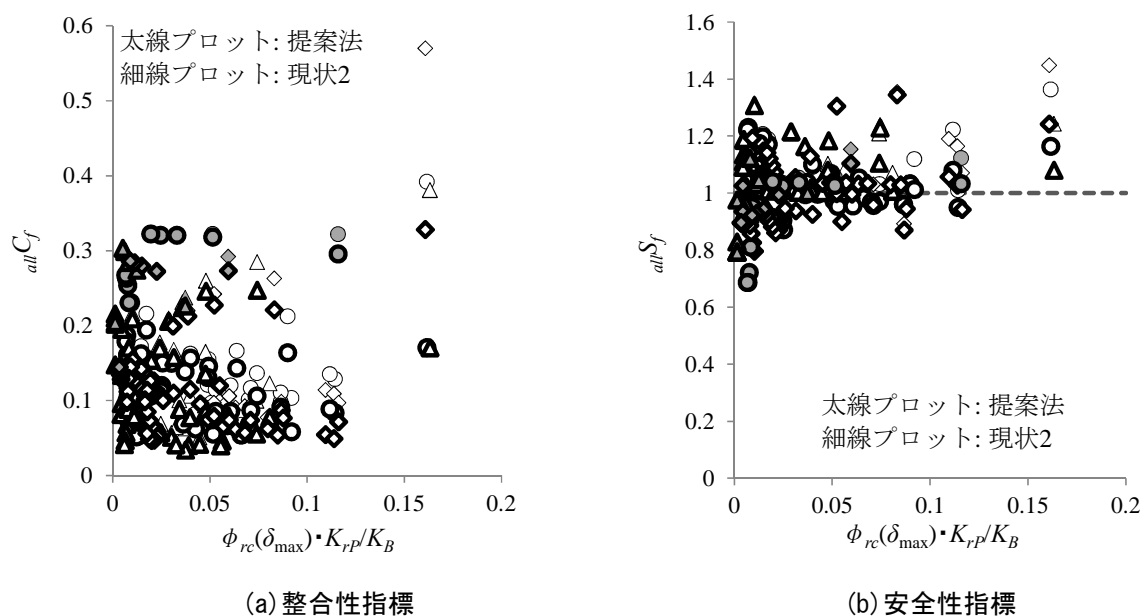 0.6
0.5
0.4
0.3
0.2
0.1
0
allCf
太線プロット: 提案法
細線プロット: 現状2
0 0.05 0.1 0.15 0.2
ϕrc(δmax)・KrP/KB
(a) 整合性指標
1.6
1.4
1.2
1
0.8
0.6
0.4
0.2
0
allSf
太線プロット: 提案法
細線プロット: 現状2
0 0.05 0.1 0.15 0.2
ϕrc(δmax)・KrP/KB
(b) 安全性指標